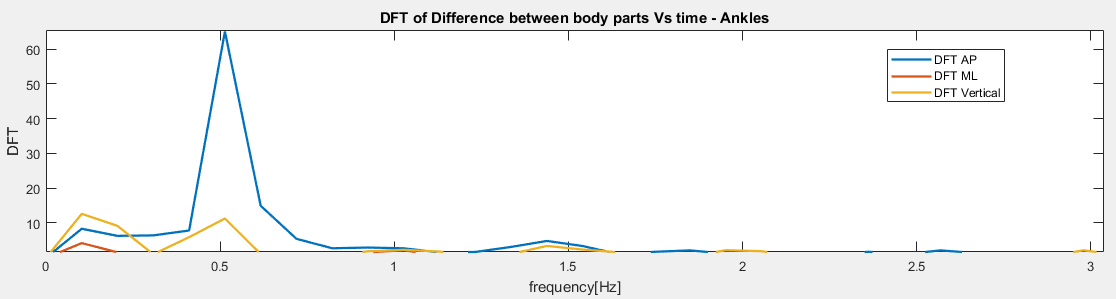 DFT of Difference between body parts Vs time - Ankles
60
50
40
30
20
10
DFT
DFT AP
DFT ML
DFT Vertical
0 0.5 1 1.5 2 2.5 3
frequency[Hz]